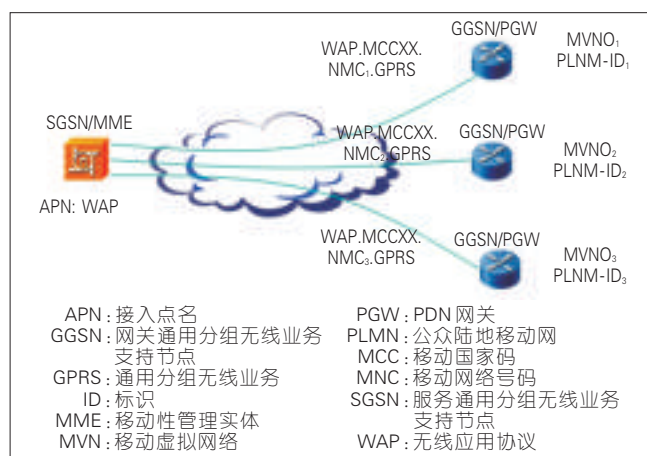 GGSN/PGW
WAP.MCCXX.
NMC₁.GPRS
MVNO₁
PLNM-ID₁
SGSN/MME
WAP.MCCXX.
NMC₂.GPRS
GGSN/PGW
MVNO₂
PLNM-ID₂
APN: WAP
WAP.MCCXX.
NMC₃.GPRS
GGSN/PGW
MVNO₃
PLNM-ID₃
APN:接入点名
GGSN:网关通用分组无线业务
支持节点
GPRS:通用分组无线业务
ID:标识
MME:移动性管理实体
MVN:移动虚拟网络
PGW:PDN 网关
PLMN:公众陆地移动网
MCC:移动国家码
MNC:移动网络号码
SGSN:服务通用分组无线业务
支持节点
WAP:无线应用协议